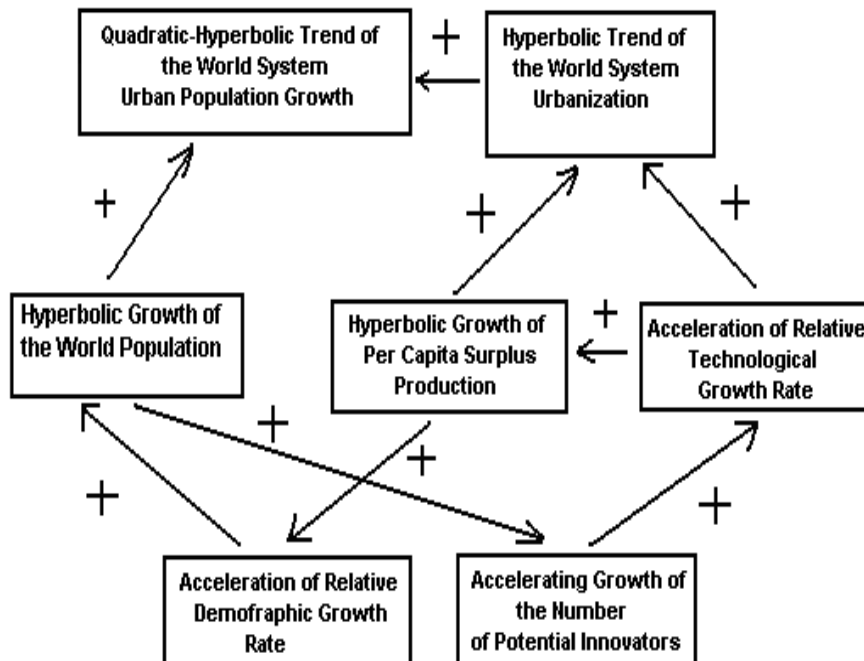 Quadratic-Hyperbolic Trend of
the World System
Urban Population Growth
+
Hyperbolic Trend of
the World System
Urbanization
+
+
+
Hyperbolic Growth of
the World Population
Hyperbolic Growth of
Per Capita Surplus
Production
+
Acceleration of Relative
Technological
Growth Rate
+
+
+
+
Acceleration of Relative
Demofraphic Growth
Rate
Accelerating Growth of
the Number
of Potential Innovators